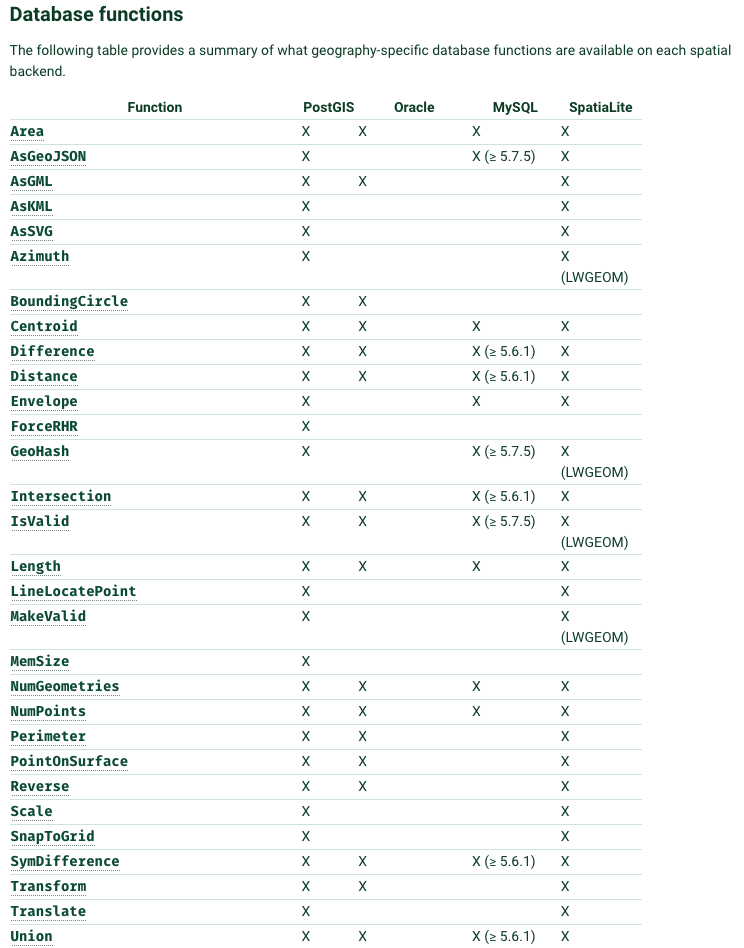 Database functions
The following table provides a summary of what geography-specific database functions are available on each spatial
backend.
Function PostGIS Oracle MySQL SpatiaLite
Area X X X X
AsGeoJSON X X (≥ 5.7.5) X
AsGML X X X
AsKML X X
AsSVG X X
Azimuth X X
(LWGEOM)
BoundingCircle X X
Centroid X X X X
Difference X X X (≥ 5.6.1) X
Distance X X X (≥ 5.6.1) X
Envelope X X X
ForceRHR X
GeoHash X X (≥ 5.7.5) X
(LWGEOM)
Intersection X X X (≥ 5.6.1) X
IsValid X X X (≥ 5.7.5) X
(LWGEOM)
Length X X X X
LineLocatePoint X X
MakeValid X X
(LWGEOM)
MemSize X
NumGeometries X X X X
NumPoints X X X X
Perimeter X X X
PointOnSurface X X X
Reverse X X X
Scale X X
SnapToGrid X X
SymDifference X X X (≥ 5.6.1) X
Transform X X X
Translate X X
Union X X X (≥ 5.6.1) X